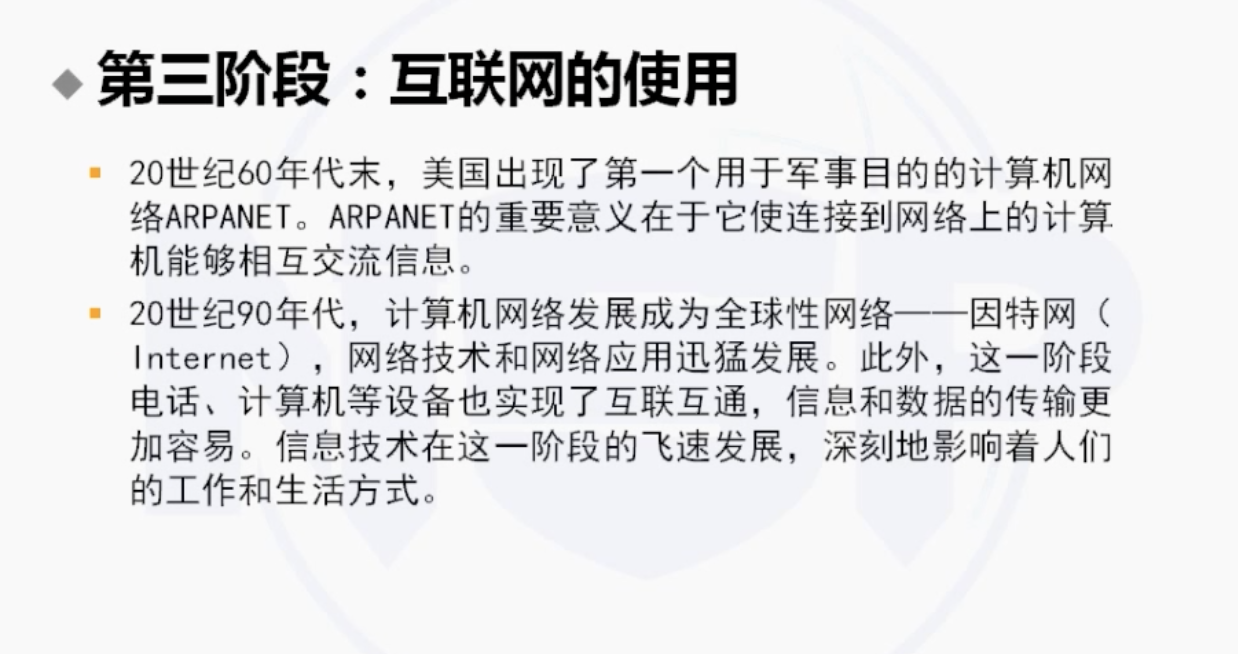 第三阶段：互联网的使用
20世纪60年代末，美国出现了第一个用于军事目的的计算机网
络ARPANET。ARPANET的重要意义在于它使连接到网络上的计算
机能够相互交流信息。
20世纪90年代，计算机网络发展成为全球性网络——因特网（
Internet），网络技术和网络应用迅猛发展。此外，这一阶段
电话、计算机等设备也实现了互联互通，信息和数据的传输更
加容易。信息技术在这一阶段的飞速发展，深刻地影响着人们
的工作和生活方式。